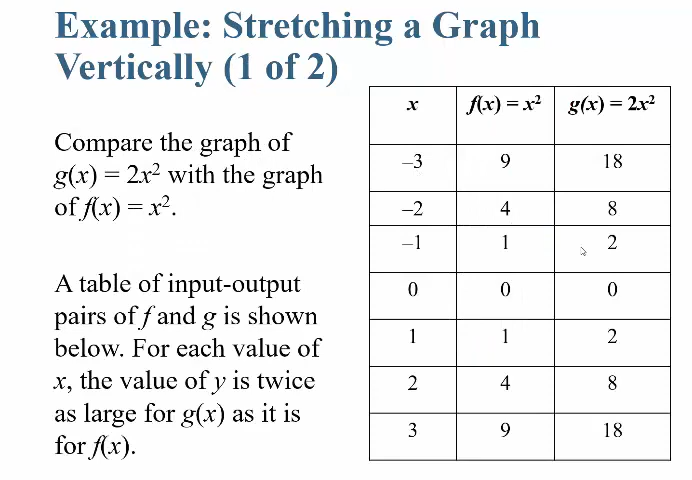 Example: Stretching a Graph
Vertically (1 of 2)
Compare the graph of
g(x) = 2x² with the graph
of f(x) = x².
A table of input-output
pairs of f and g is shown
below. For each value of
x, the value of y is twice
as large for g(x) as it is
for f(x).
x f(x) = x² g(x) = 2x²
–3 9 18
–2 4 8
–1 1 2
0 0 0
1 1 2
2 4 8
3 9 18